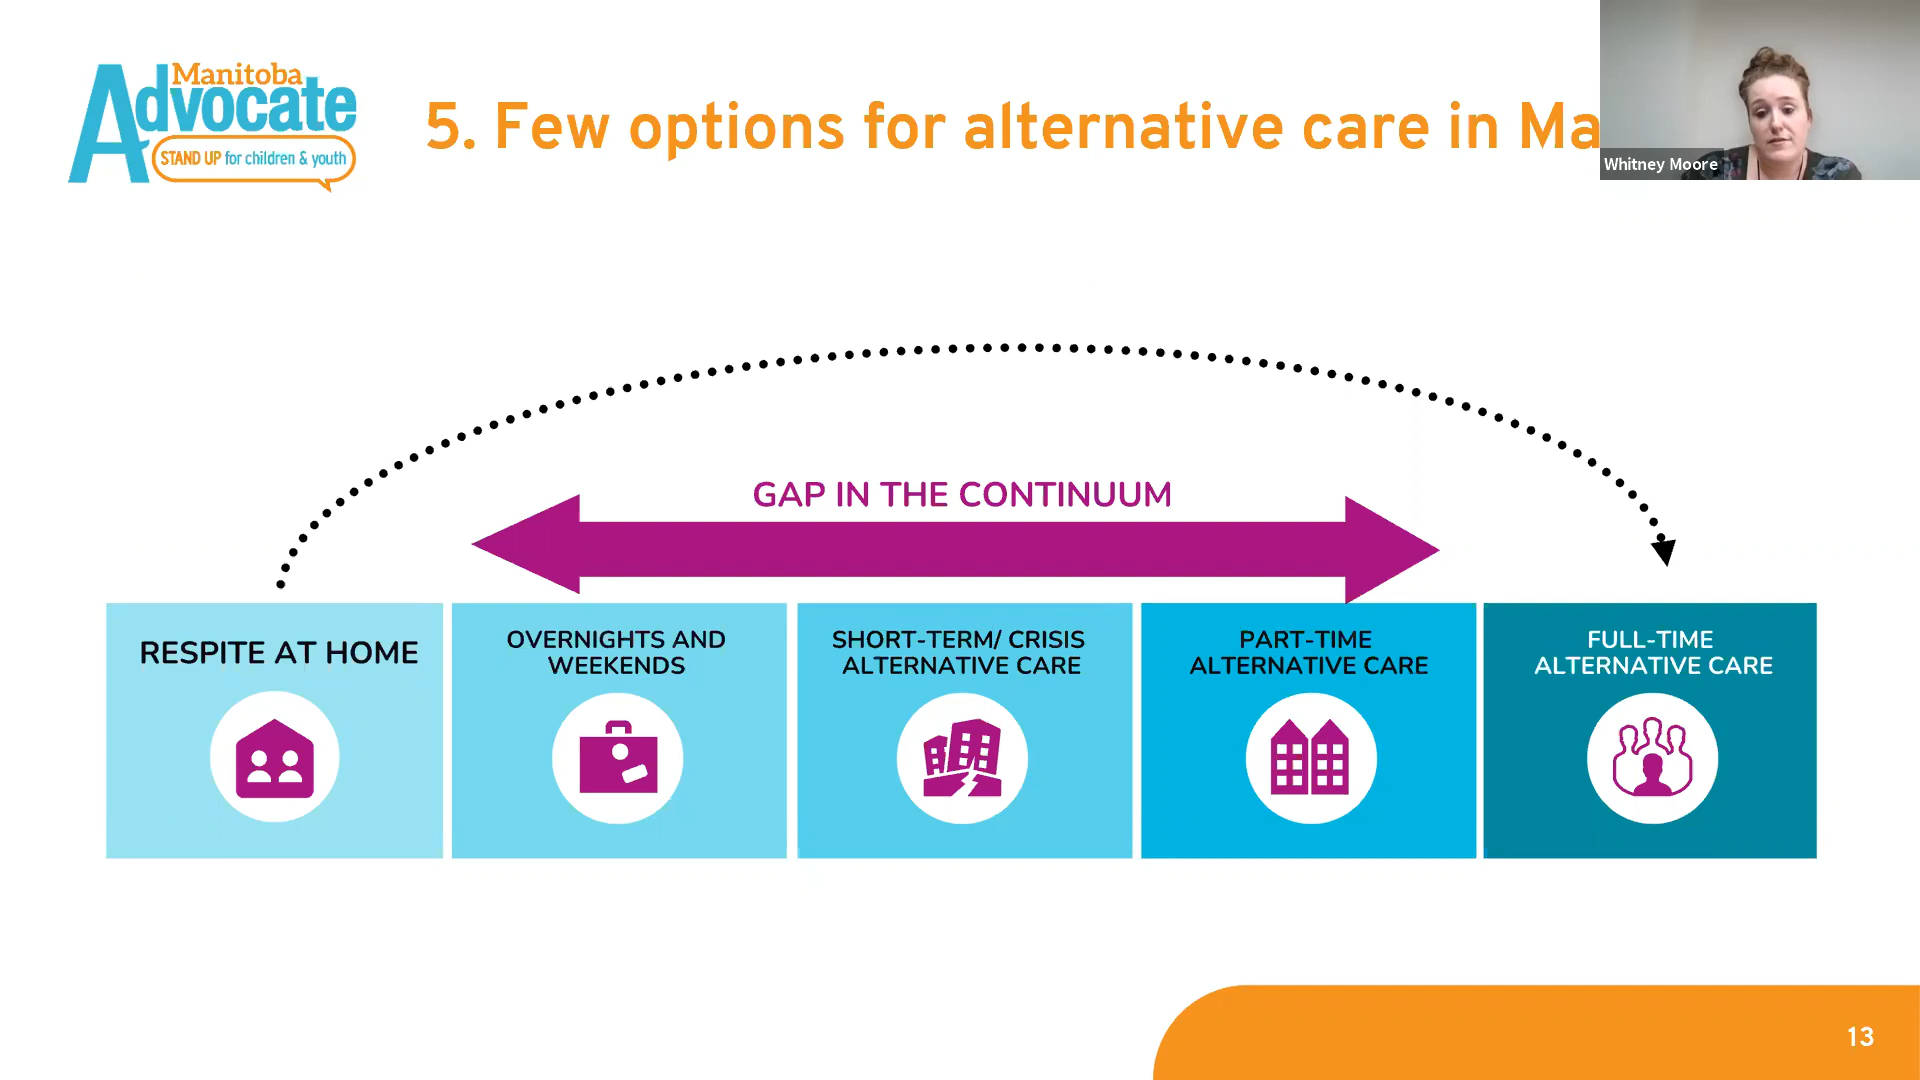 Manitoba
Advocate
STAND UP for children & youth
5. Few options for alternative care in Ma
Whitney Moore
GAP IN THE CONTINUUM
RESPITE AT HOME
OVERNIGHTS AND
WEEKENDS
SHORT-TERM/ CRISIS
ALTERNATIVE CARE
PART-TIME
ALTERNATIVE CARE
FULL-TIME
ALTERNATIVE CARE
13